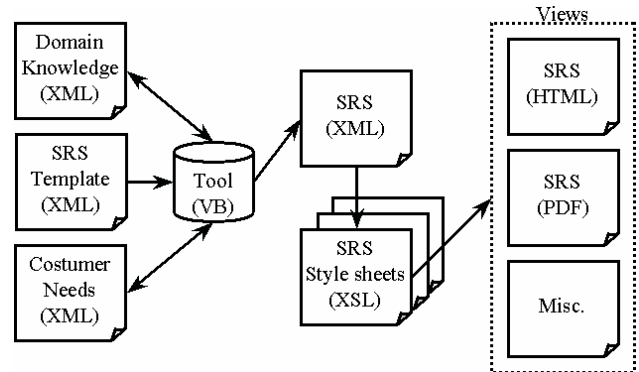 Views
Domain
Knowledge
(XML)
SRS
Template
(XML)
Costumer
Needs
(XML)
Tool
(VB)
SRS
(XML)
SRS
Style sheets
(XSL)
SRS
(HTML)
SRS
(PDF)
Misc.